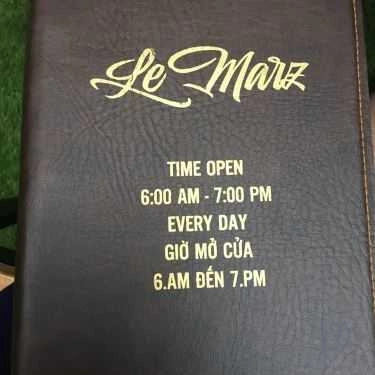 Le Marz
TIME OPEN
6:00 AM - 7:00 PM
EVERY DAY
GIỜ MỞ CỬA
6.AM ĐẾN 7.PM